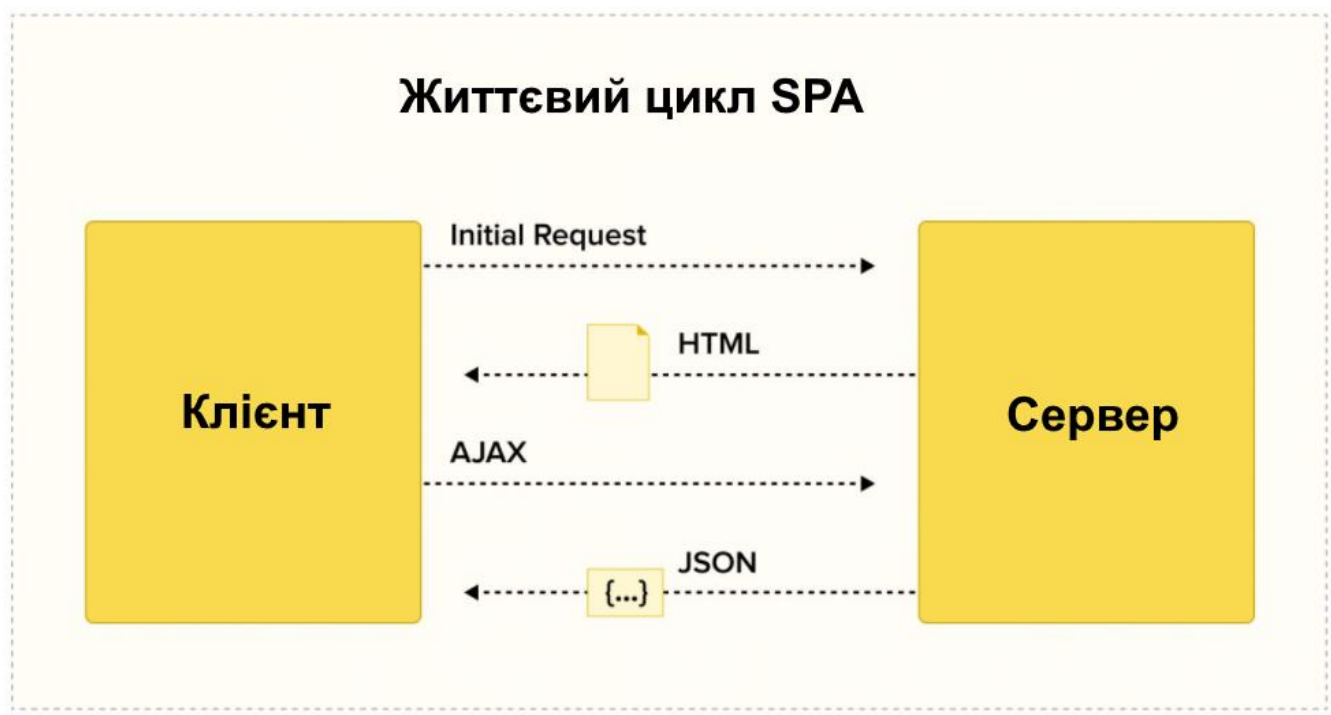 Життєвий цикл SPA
Initial Request
HTML
Клієнт
Сервер
AJAX
JSON
{...}